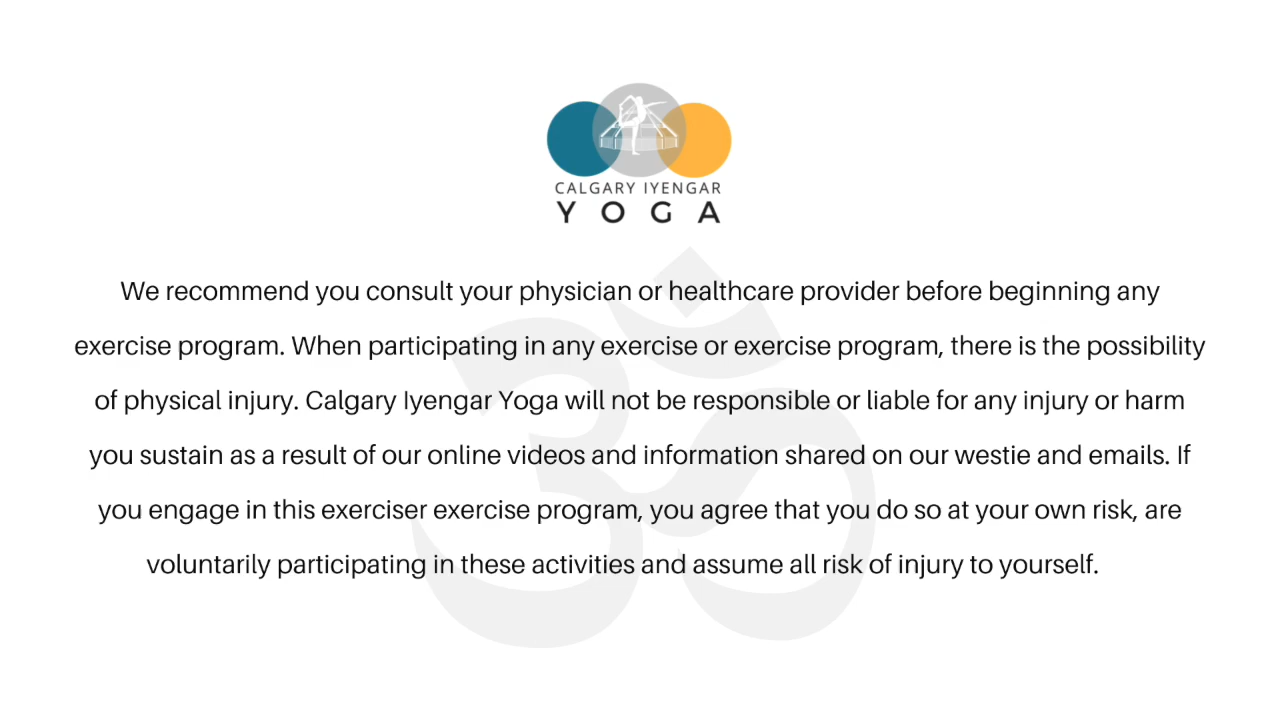 CALGARY IYENGAR
YOGA
We recommend you consult your physician or healthcare provider before beginning any
exercise program. When participating in any exercise or exercise program, there is the possibility
of physical injury. Calgary Iyengar Yoga will not be responsible or liable for any injury or harm
you sustain as a result of our online videos and information shared on our westie and emails. If
you engage in this exerciser exercise program, you agree that you do so at your own risk, are
voluntarily participating in these activities and assume all risk of injury to yourself.
ॐ